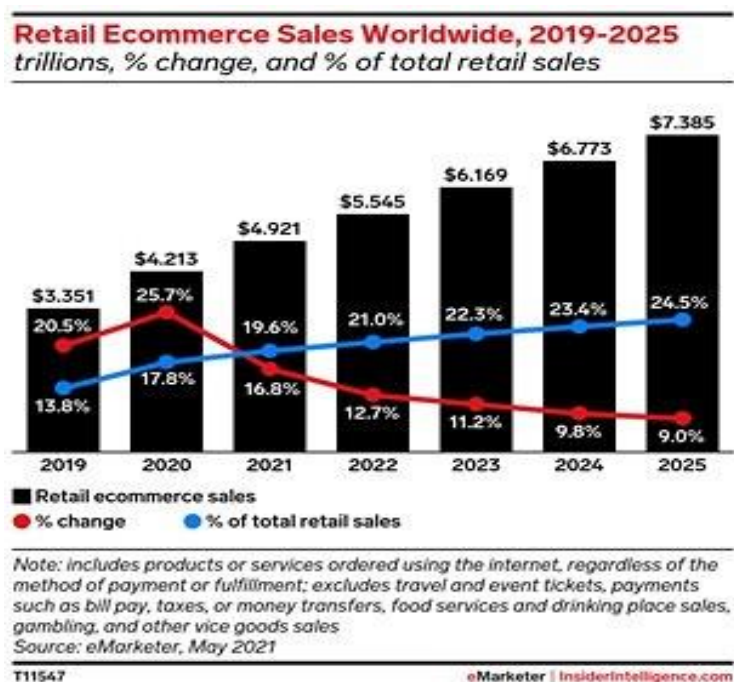 Retail Ecommerce Sales Worldwide, 2019-2025
trillions, % change, and % of total retail sales
$7.385
$6.773
$6.169
$5.545
$4.921
$4.213
$3.351
25.7%
20.5%
19.6%
21.0%
22.3%
23.4%
24.5%
13.8%
17.8%
16.8%
12.7%
11.2%
9.8%
9.0%
2019 2020 2021 2022 2023 2024 2025
Retail ecommerce sales
% change % of total retail sales
Note: includes products or services ordered using the internet, regardless of the
method of payment or fulfillment; excludes travel and event tickets, payments
such as bill pay, taxes, or money transfers, food services and drinking place sales,
gambling, and other vice goods sales
Source: eMarketer, May 2021
T11547 eMarketer | InsiderIntelligence.com